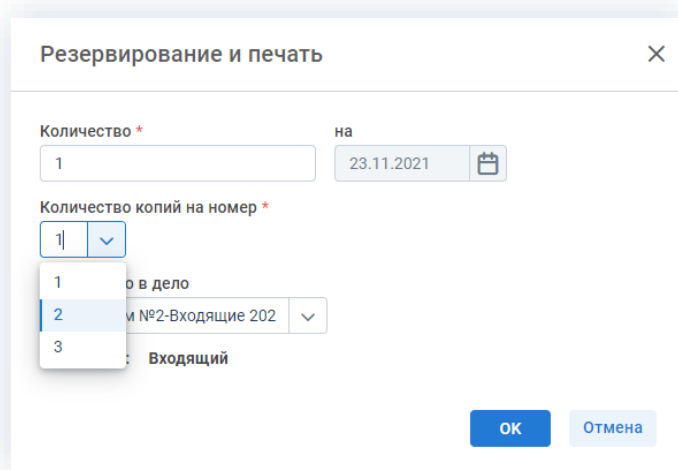 Резервирование и печать
Количество *
на
1
23.11.2021
Количество копий на номер *
1
1
о в дело
2
м №2-Входящие 202
3
: Входящий
ОК
Отмена